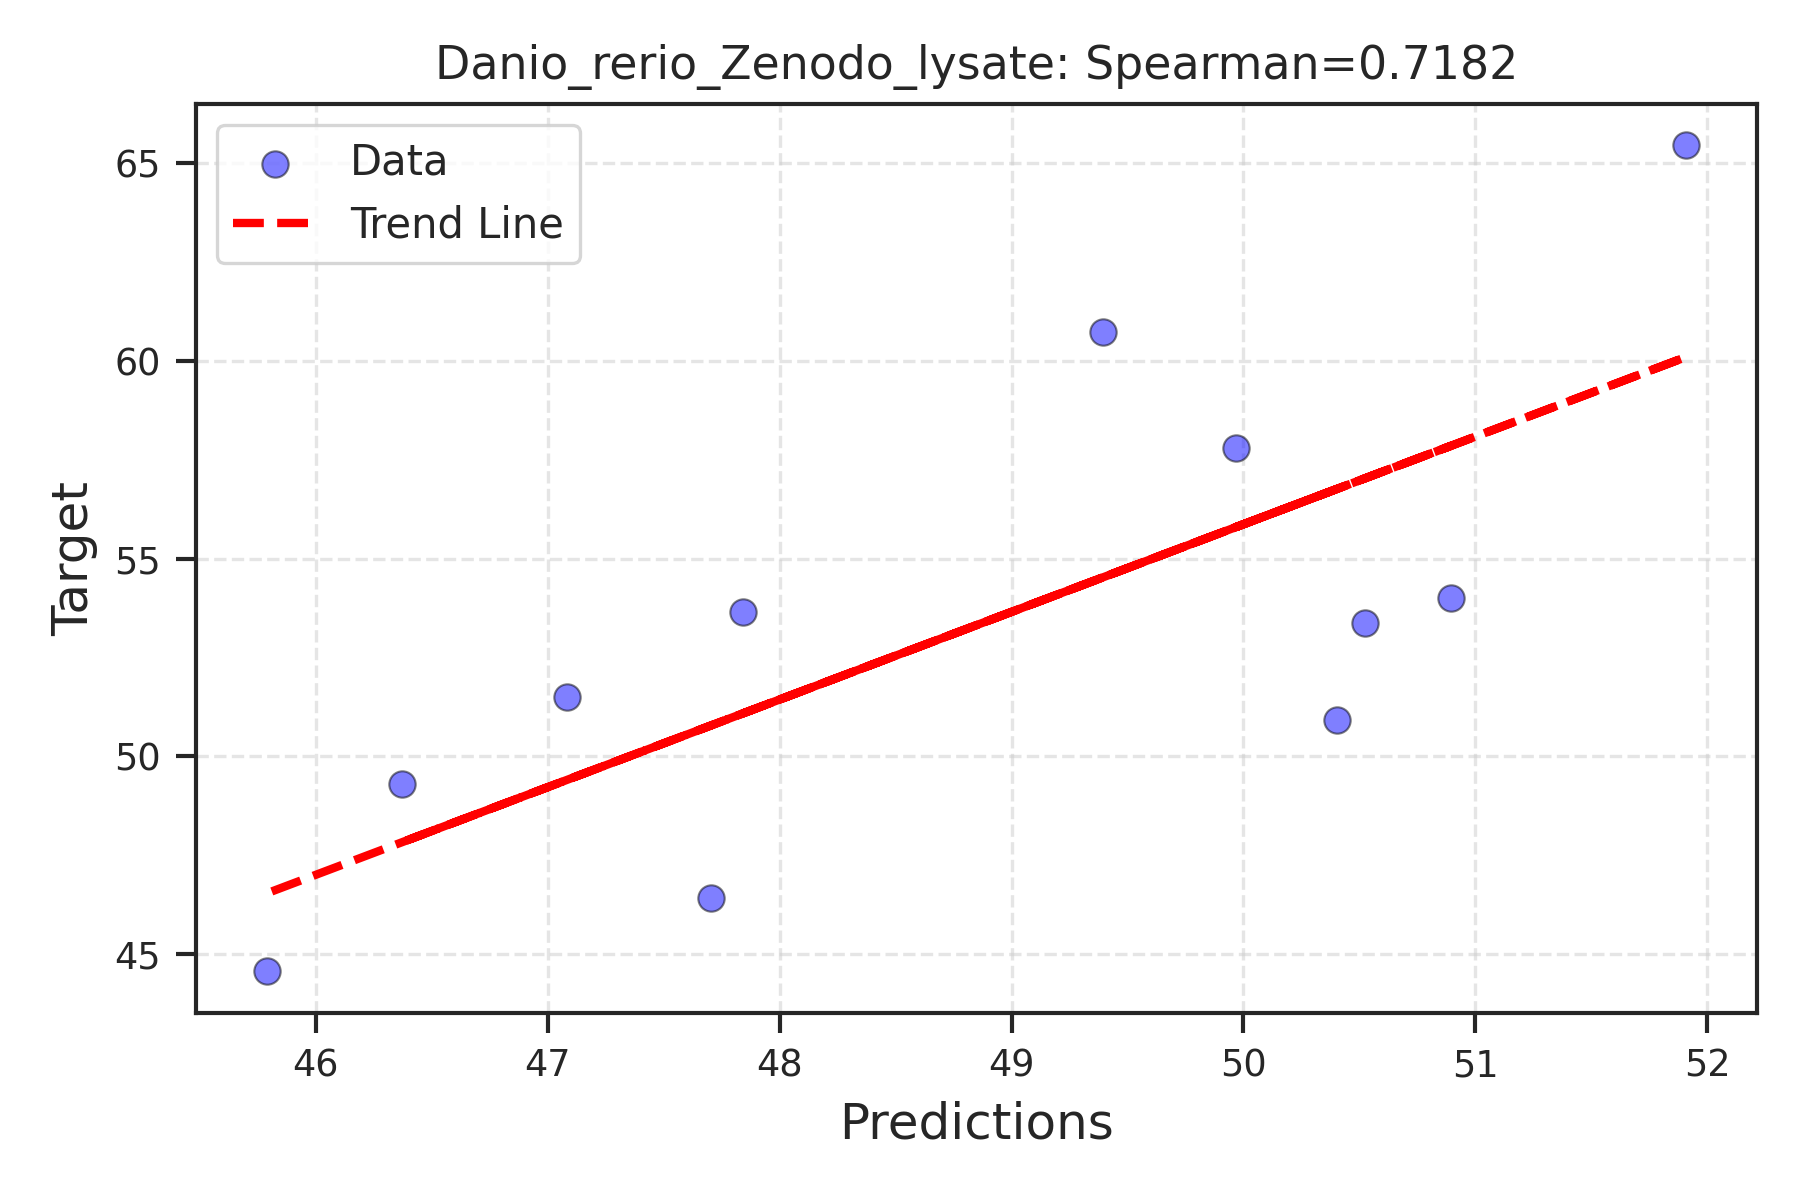 Danio_rerio_Zenodo_lysate: Spearman=0.7182
Data
Trend Line
65
60
55
50
45
Target
46 47 48 49 50 51 52
Predictions